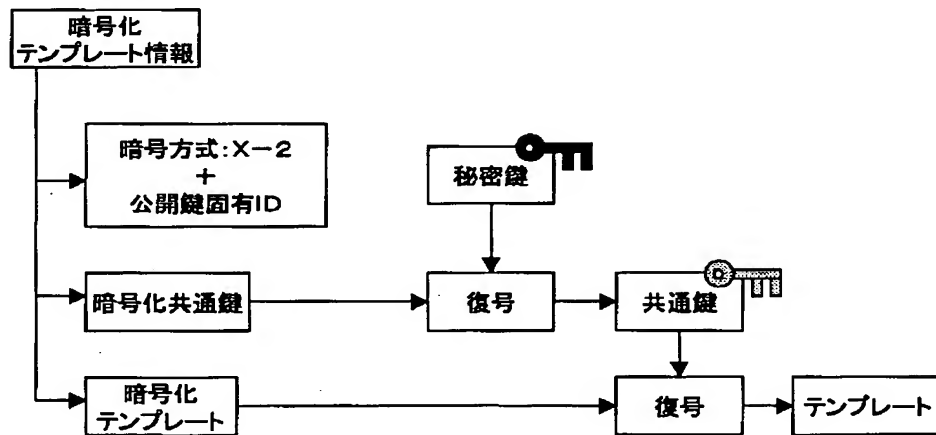 暗号化
テンプレート情報
暗号方式:X-2
+
公開鍵固有ID
秘密鍵
暗号化共通鍵
復号
共通鍵
暗号化
テンプレート
復号
テンプレート